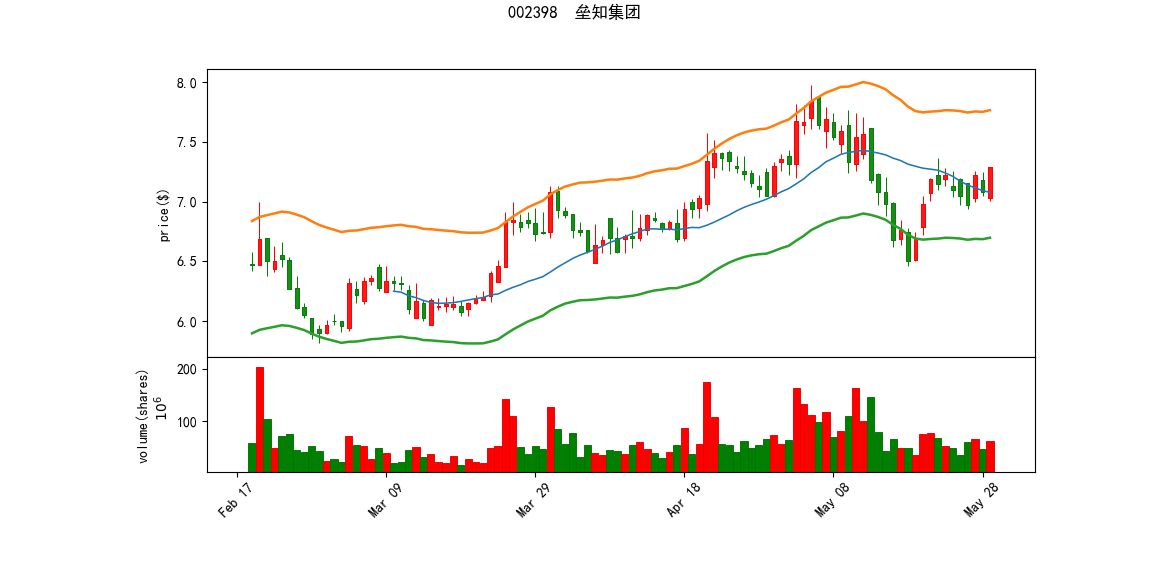 002398 垒知集团
8.0
7.5
7.0
6.5
6.0
price($)
200
100
volume(shares)
10^6
Feb 17
Mar 09
Mar 29
Apr 18
May 08
May 28